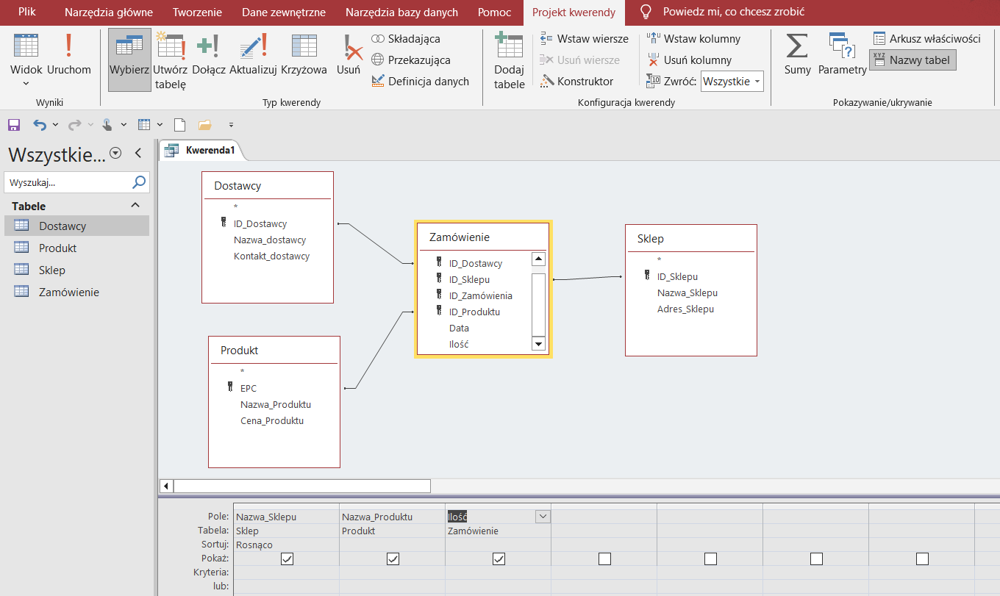 Plik Narzędzia główne Tworzenie Dane zewnętrzne Narzędzia bazy danych Pomoc Projekt kwerendy Powiedz mi, co chcesz zrobić
Widok Uruchom
Wyniki
Wybierz Utwórz tabelę Dołącz Aktualizuj Krzyżowa Usuń
Składająca
Przekazująca
Definicja danych
Typ kwerendy
Dodaj tabele
Wstaw wiersze
Usuń wiersze
Konstruktor
Wstaw kolumny
Usuń kolumny
Zwróć: Wszystkie
Konfiguracja kwerendy
Sumy Parametry
Arkusz właściwości
XYZ Nazwy tabel
Pokazywanie/ukrywanie
Wszystkie...
Wyszukaj...
Tabele
Dostawcy
Produkt
Sklep
Zamówienie
Kwerenda1
Dostawcy
*
ID_Dostawcy
Nazwa_dostawcy
Kontakt_dostawcy
Produkt
*
EPC
Nazwa_Produktu
Cena_Produktu
Zamówienie
ID_Dostawcy
ID_Sklepu
ID_Zamówienia
ID_Produktu
Data
Ilość
Sklep
*
ID_Sklepu
Nazwa_Sklepu
Adres_Sklepu
Pole: Nazwa_Sklepu Nazwa_Produktu Ilość
Tabela: Sklep Produkt Zamówienie
Sortuj: Rosnąco
Pokaż:
Kryteria:
lub: